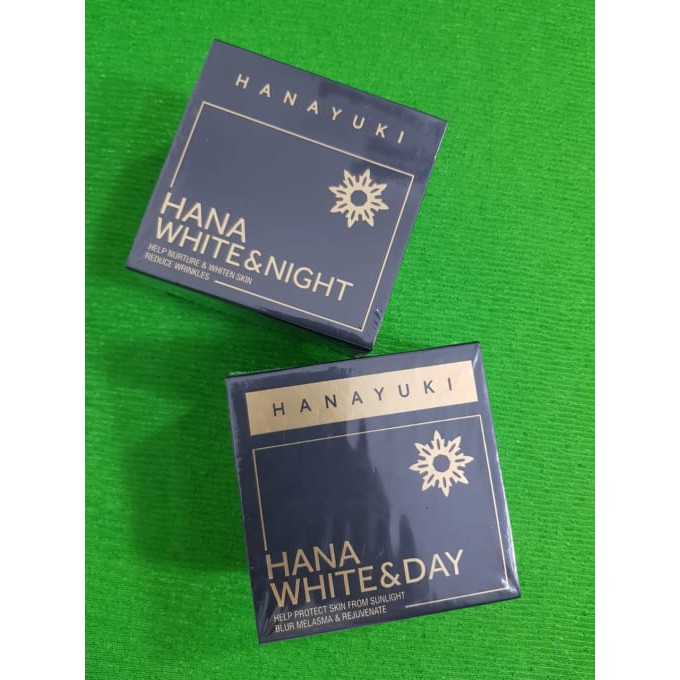 HANAYUKI
HANA
WHITE&NIGHT
HELP NURTURE & WHITEN SKIN
REDUCE WRINKLES
HANAYUKI
HANA
WHITE&DAY
HELP PROTECT SKIN FROM SUNLIGHT
BLUR MELASMA & REJUVENATE